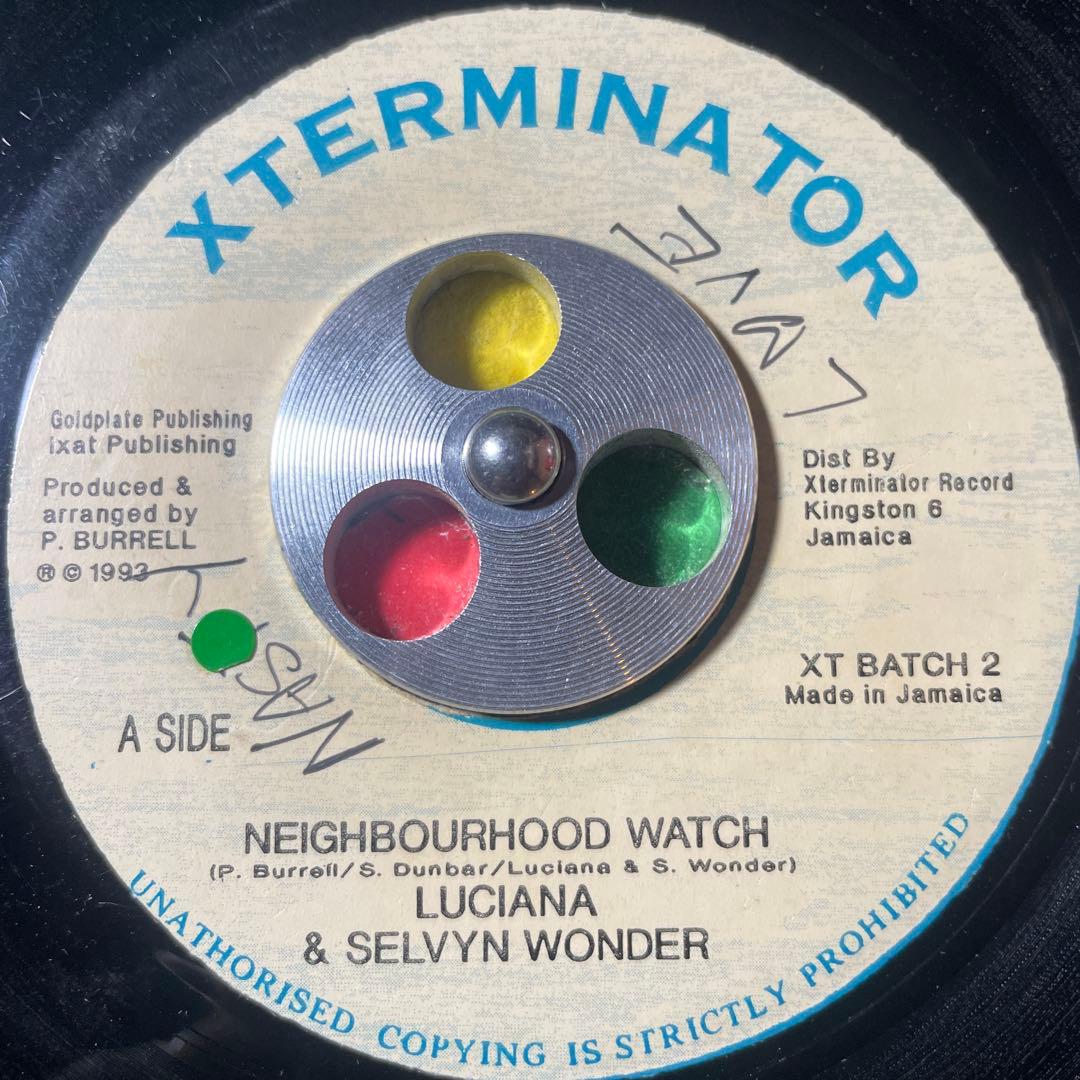 XTERMINATOR
Goldplate Publishing
Ixat Publishing
Produced &
arranged by
P. BURRELL
℗ © 1993
Dist By
Xterminator Record
Kingston 6
Jamaica
XT BATCH 2
Made in Jamaica
A SIDE
NEIGHBOURHOOD WATCH
(P. Burrell/S. Dunbar/Luciana & S. Wonder)
LUCIANA
& SELVYN WONDER
UNATHORISED COPYING IS STRICTLY PROHIBITED